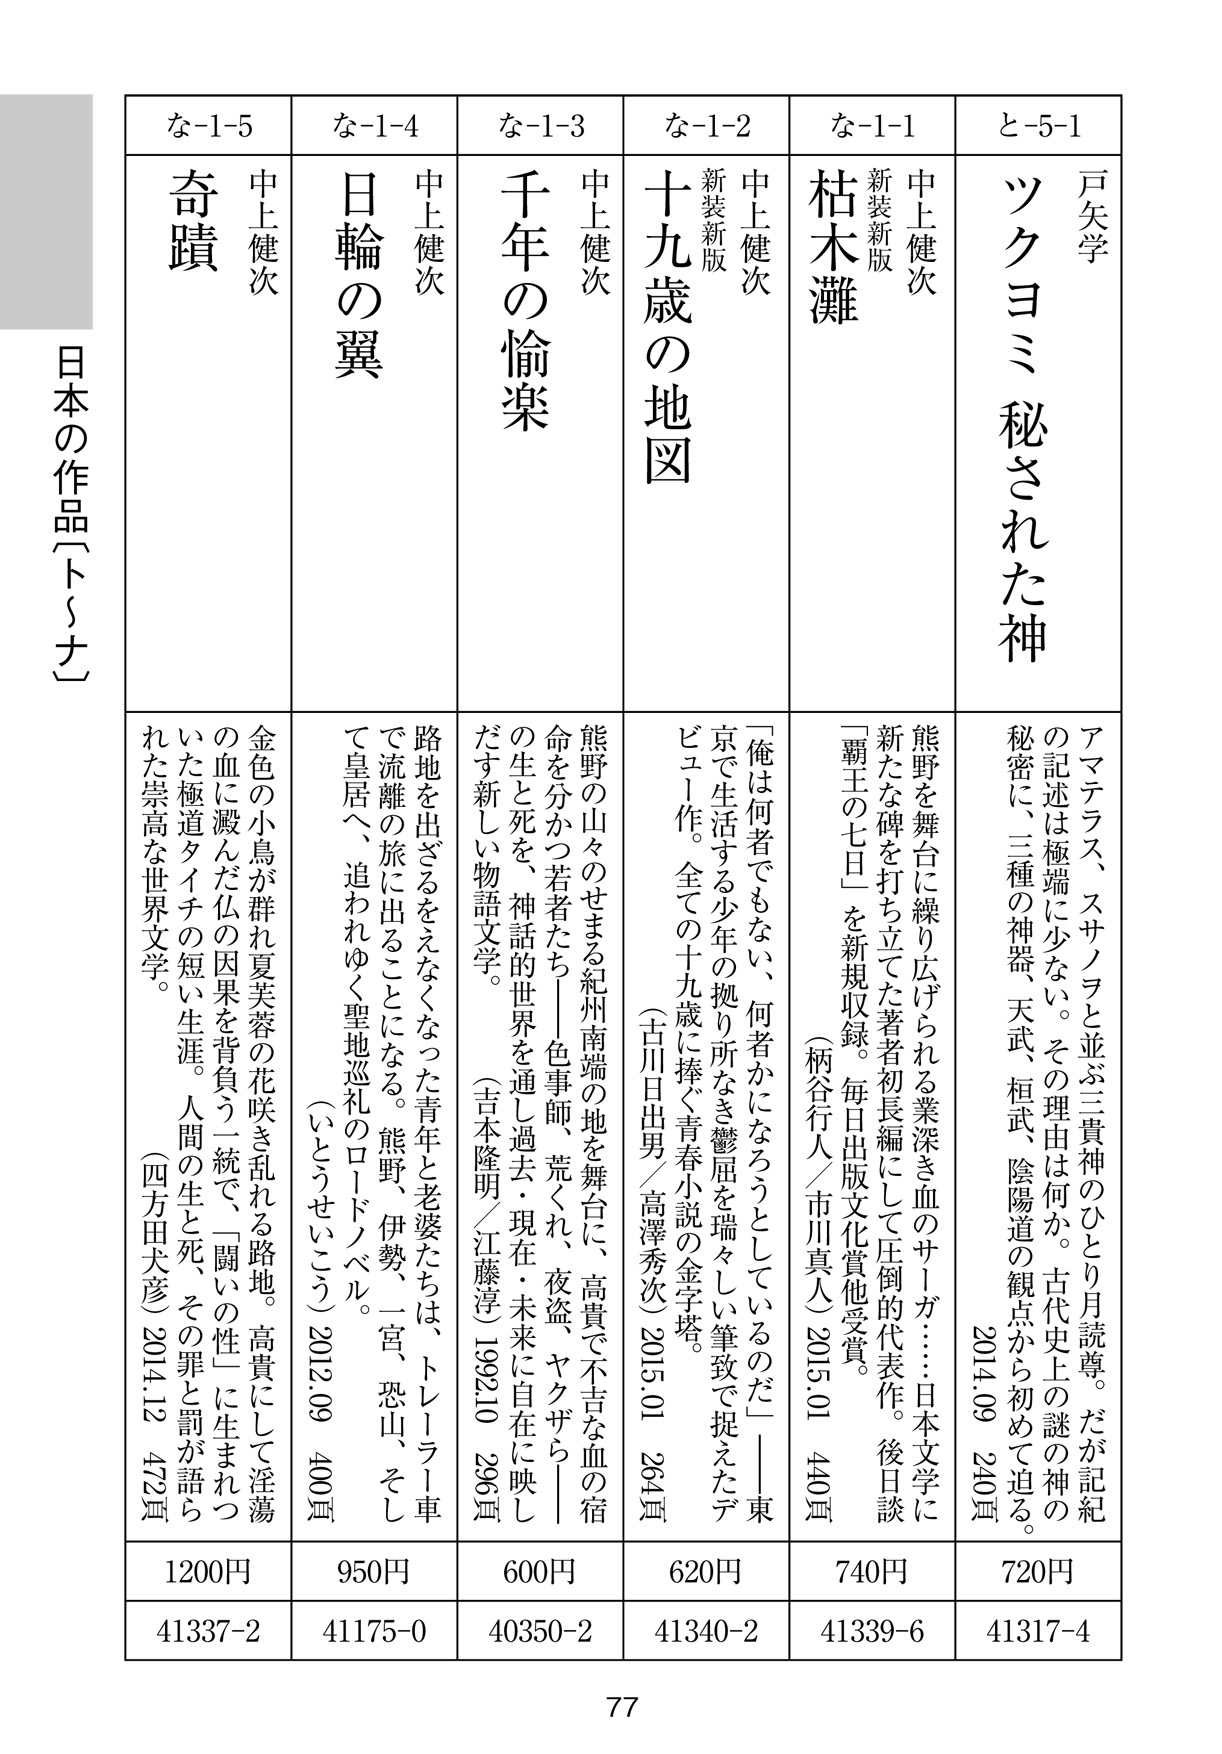 と-5-1
戸矢学
ツクヨミ 秘された神
アマテラス、スサノヲと並ぶ三貴神のひとり月読尊。だが記紀
の記述は極端に少ない。その理由は何か。古代史上の謎の神の
秘密に、三種の神器、天武、桓武、陰陽道の観点から初めて迫る。
2014.09 240頁
720円
41317-4
な-1-1
中上健次
新装新版
枯木灘
熊野を舞台に繰り広げられる業深き血のサーガ……日本文学に
新たな碑を打ち立てた著者初長編にして圧倒的代表作。後日談
「覇王の七日」を新規収録。毎日出版文化賞他受賞。
（柄谷行人／市川真人）2015.01 440頁
740円
41339-6
な-1-2
中上健次
新装新版
十九歳の地図
「俺は何者でもない、何者かになろうとしているのだ」――東
京で生活する少年の拠り所なき鬱屈を瑞々しい筆致で捉えたデ
ビュー作。全ての十九歳に捧ぐ青春小説の金字塔。
（古川日出男／高澤秀次）2015.01 264頁
620円
41340-2
な-1-3
中上健次
千年の愉楽
熊野の山々のせまる紀州南端の地を舞台に、高貴で不吉な血の宿
命を分かつ若者たち――色事師、荒くれ、夜盗、ヤクザら――
の生と死を、神話的世界を通し過去・現在・未来に自在に映し
だす新しい物語文学。（吉本隆明／江藤淳）1992.10 296頁
600円
40350-2
な-1-4
中上健次
日輪の翼
路地を出ざるをえなくなった青年と老婆たちは、トレーラー車
で流離の旅に出ることになる。熊野、伊勢、一宮、恐山、そし
て皇居へ、追われゆく聖地巡礼のロードノベル。
（いとうせいこう）2012.09 400頁
950円
41175-0
な-1-5
中上健次
奇蹟
金色の小鳥が群れ夏芙蓉の花咲き乱れる路地。高貴にして淫蕩
の血に澱んだ仏の因果を背負う一統で、「闘いの性」に生まれつ
いた極道タイチの短い生涯。人間の生と死、その罪と罰が語ら
れた崇高な世界文学。（四方田犬彦）2014.12 472頁
1200円
41337-2
日本の作品〔ト～ナ〕
77